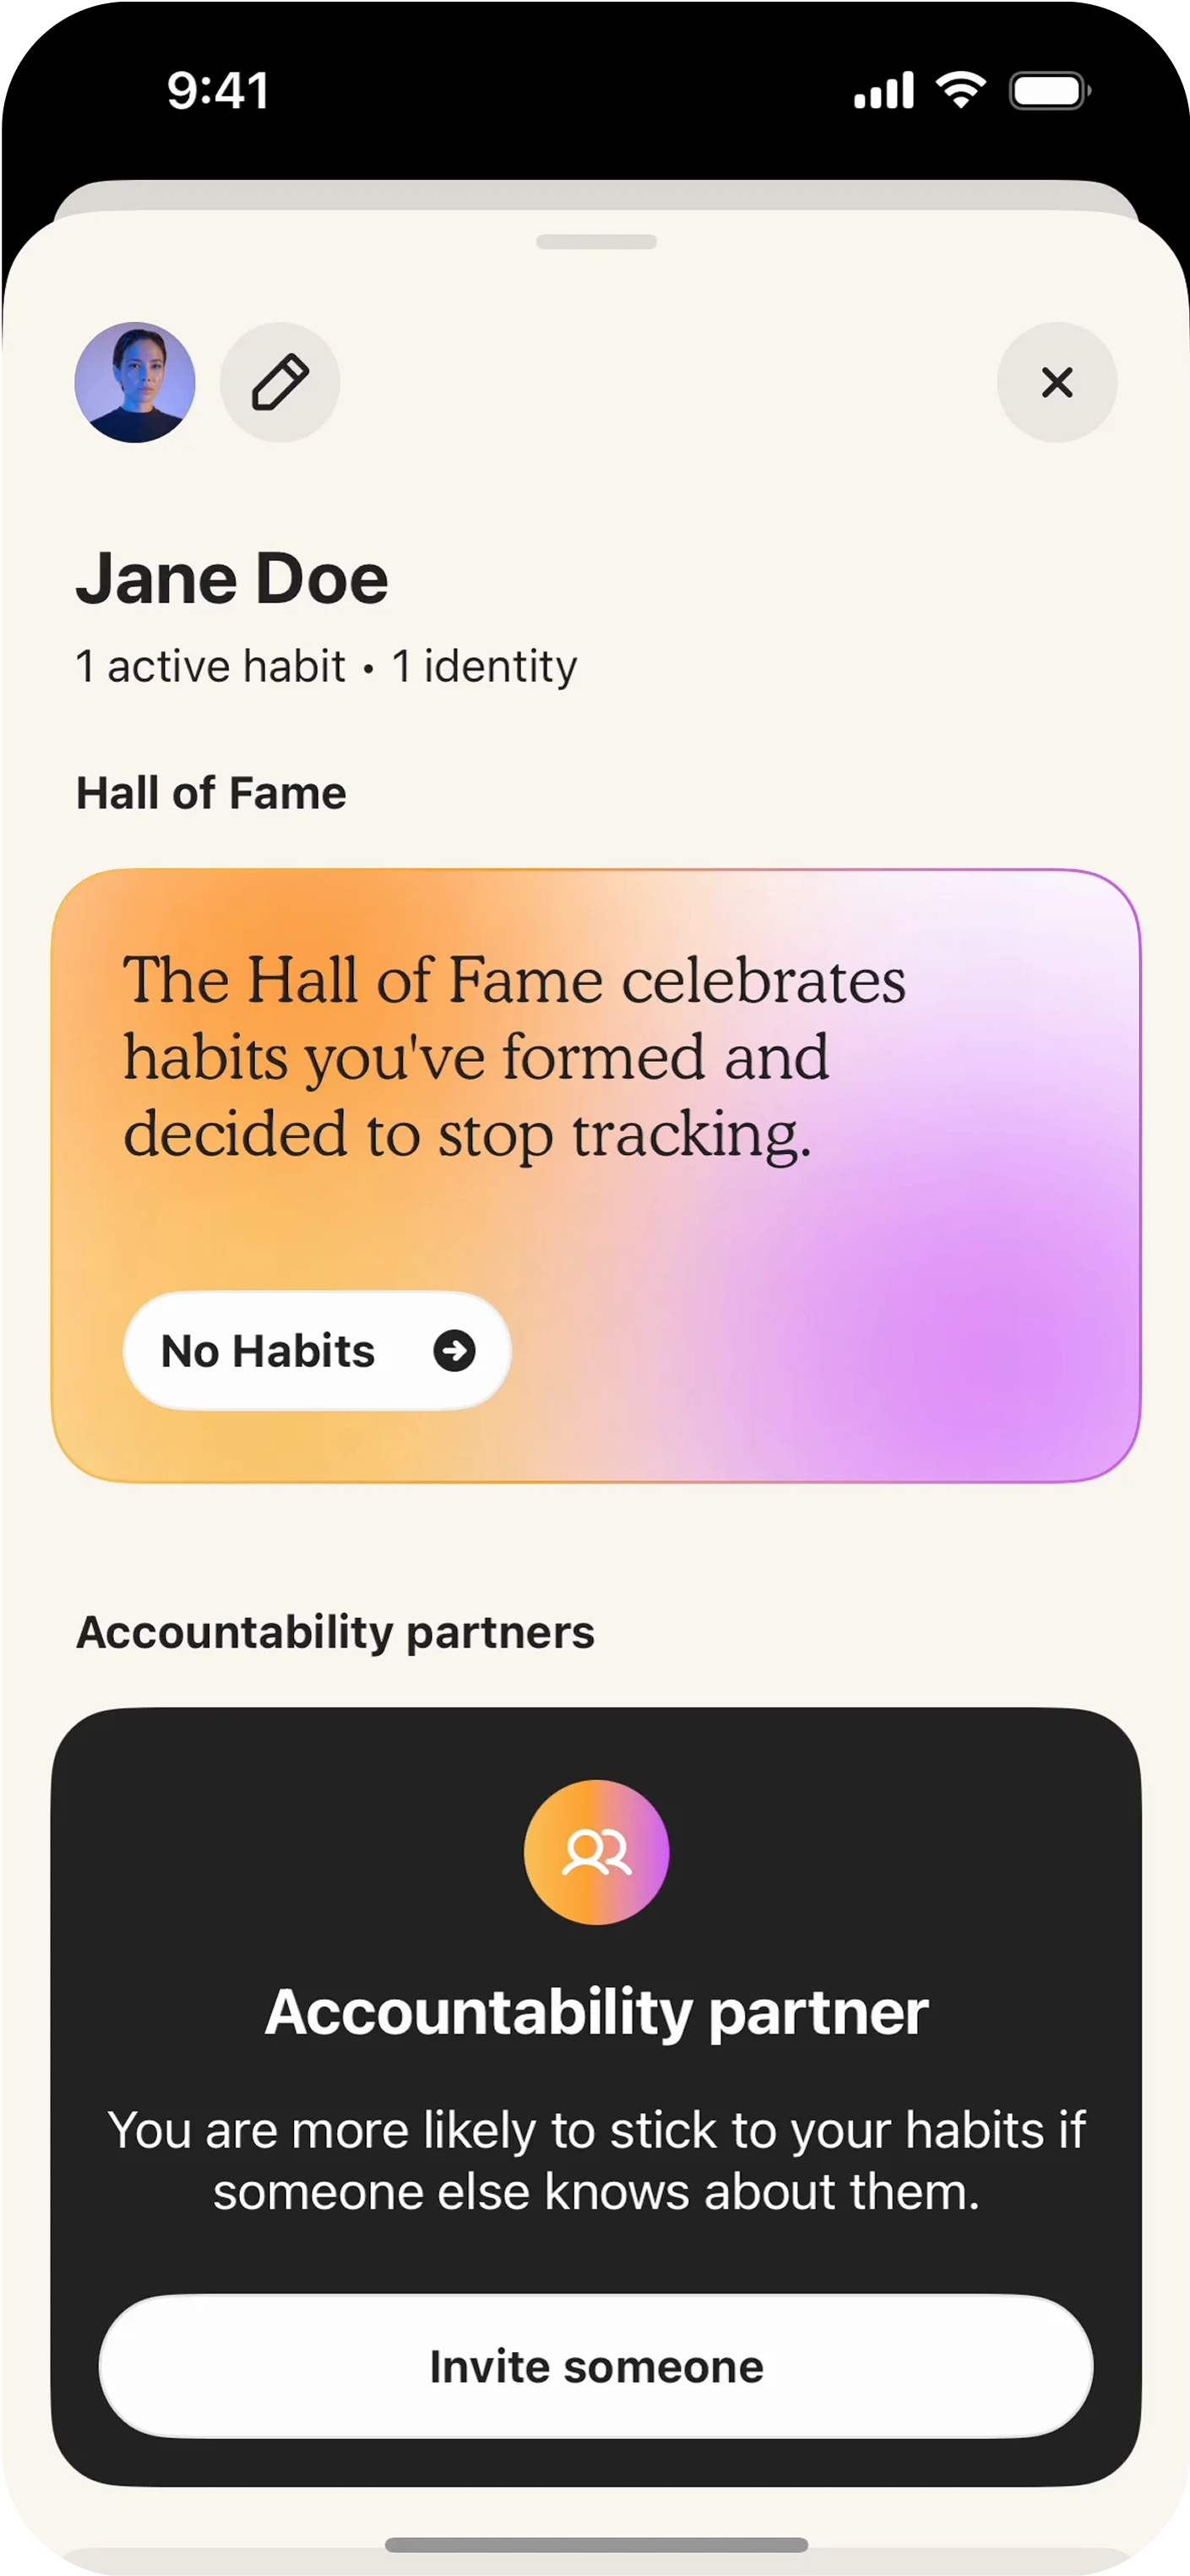 9:41
Jane Doe
1 active habit • 1 identity
Hall of Fame
The Hall of Fame celebrates
habits you've formed and
decided to stop tracking.
No Habits
Accountability partners
Accountability partner
You are more likely to stick to your habits if
someone else knows about them.
Invite someone